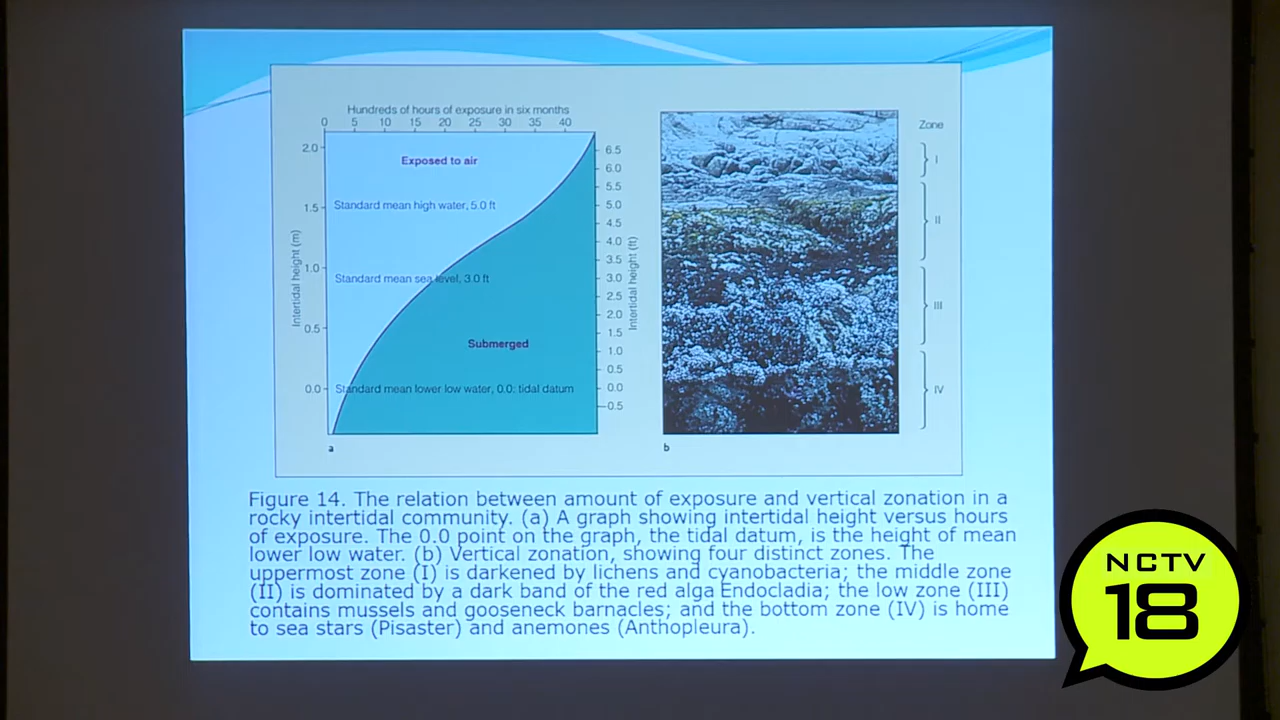 Hundreds of hours of exposure in six months
0 5 10 15 20 25 30 35 40
2.0
1.5
1.0
0.5
0.0
Intertidal height (m)
Exposed to air
Standard mean high water, 5.0 ft
Standard mean sea level, 3.0 ft
Submerged
Standard mean lower low water, 0.0: tidal datum
6.5
6.0
5.5
5.0
4.5
4.0
3.5
3.0
2.5
2.0
1.5
1.0
0.5
0.0
-0.5
Intertidal height (ft)
a
Zone
I
II
III
IV
b
Figure 14. The relation between amount of exposure and vertical zonation in a
rocky intertidal community. (a) A graph showing intertidal height versus hours
of exposure. The 0.0 point on the graph, the tidal datum, is the height of mean
lower low water. (b) Vertical zonation, showing four distinct zones. The
uppermost zone (I) is darkened by lichens and cyanobacteria; the middle zone
(II) is dominated by a dark band of the red alga Endocladia; the low zone (III)
contains mussels and gooseneck barnacles; and the bottom zone (IV) is home
to sea stars (Pisaster) and anemones (Anthopleura).
NCTV
18